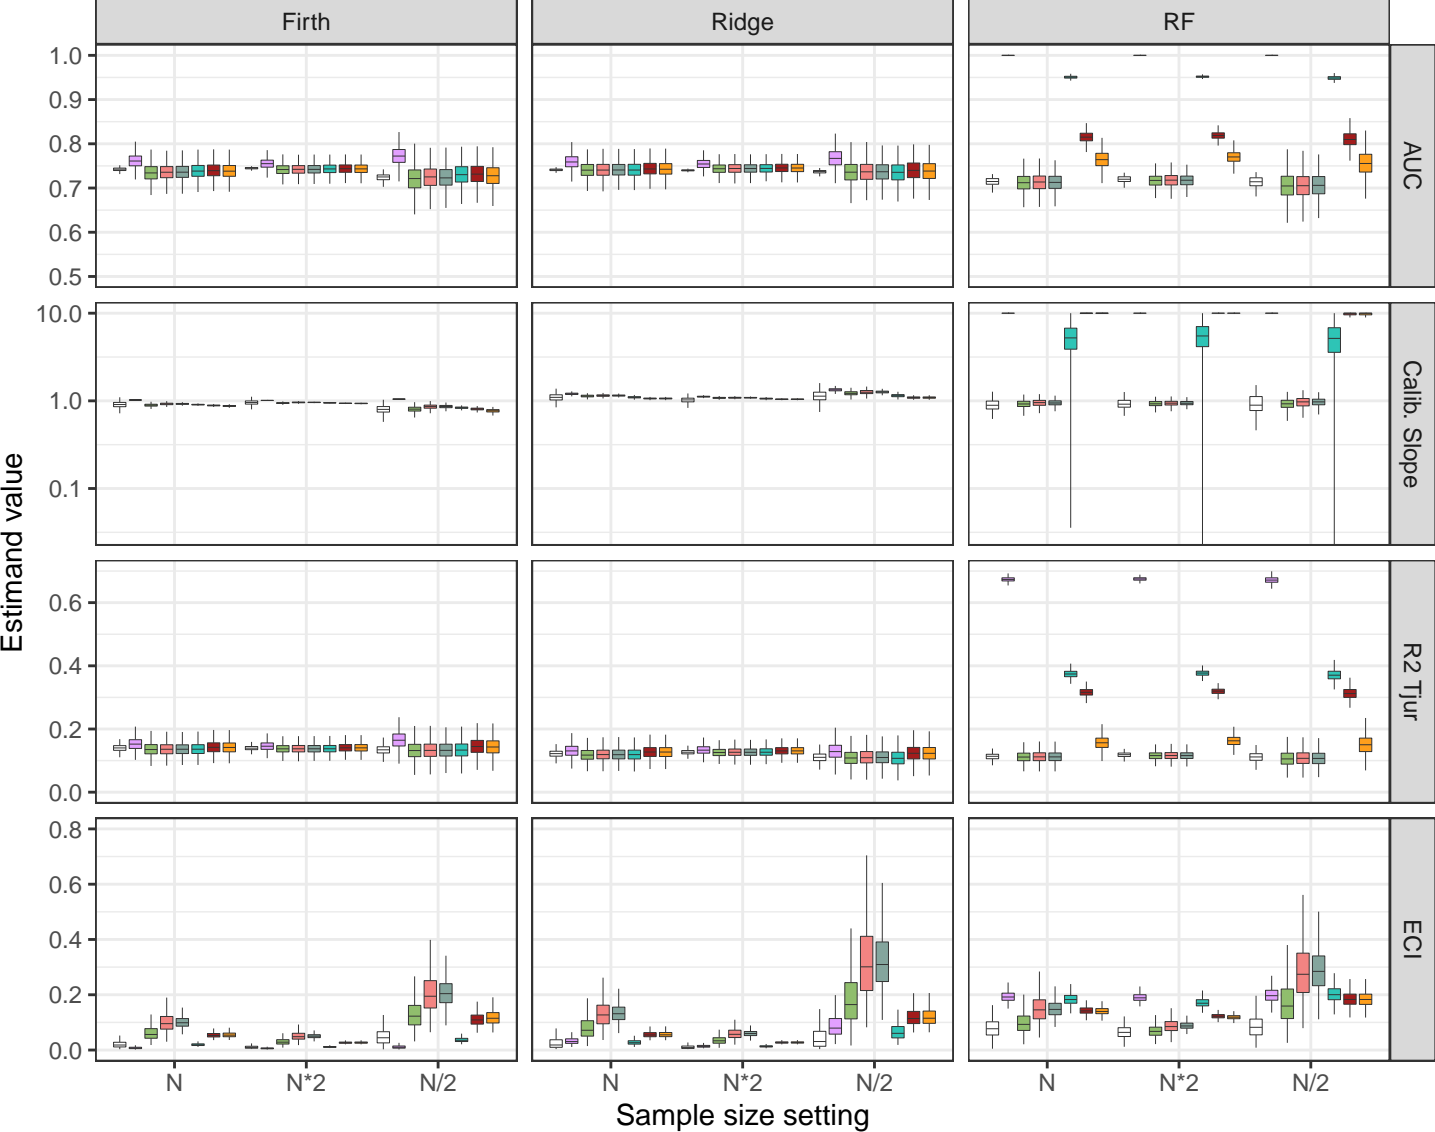 Firth Ridge RF
1.0
0.9
0.8
0.7
0.6
0.5
AUC
10.0
1.0
0.1
Calib. Slope
0.6
0.4
0.2
0.0
R2 Tjur
0.8
0.6
0.4
0.2
0.0
ECI
Estimand value
N N*2 N/2 N N*2 N/2 N N*2 N/2
Sample size setting